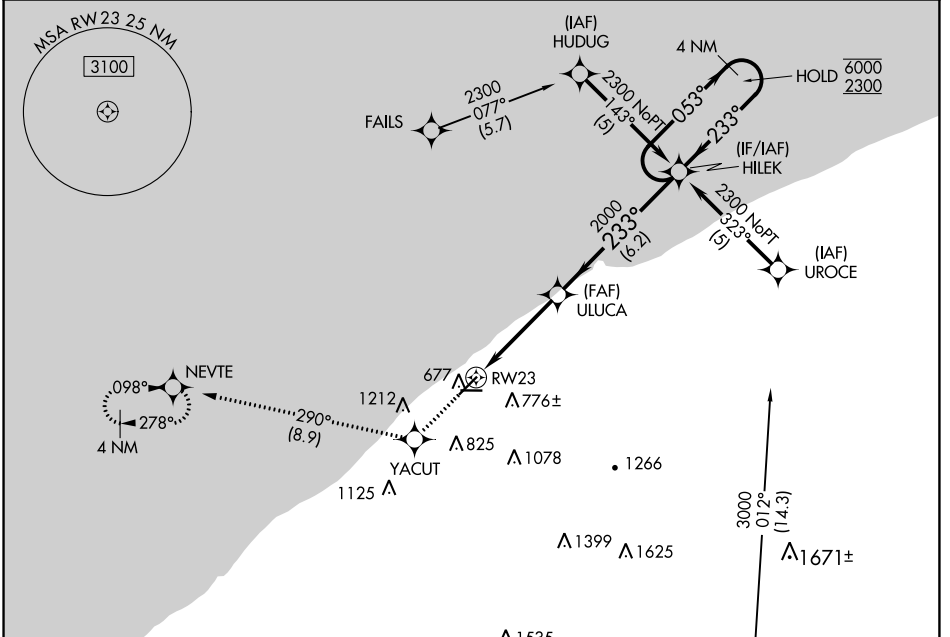 MSA RW23 25 NM
3100
(IAF)
HUDUG
4 NM
HOLD 6000
2300
FAILS
2300
077°
(5.7)
2300 NoPT
143°
(5)
053°
233°
(IF/IAF)
HILEK
2300 NoPT
323°
(5)
(IAF)
UROCE
2000
233°
(6.2)
(FAF)
ULUCA
NEVTE
098°
278°
4 NM
290°
(8.9)
677
RW23
1212
776±
825
1078
YACUT
1266
1125
3000
012°
(14.3)
1399
1625
1671±
1535